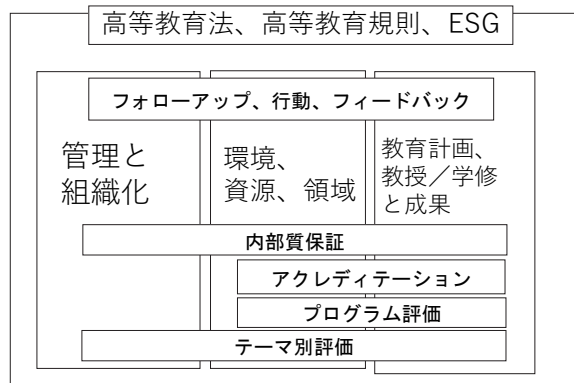 高等教育法、高等教育規則、ESG
フォローアップ、行動、フィードバック
管理と
組織化
環境、
資源、領域
教育計画、
教授／学修
と成果
内部質保証
アクレディテーション
プログラム評価
テーマ別評価